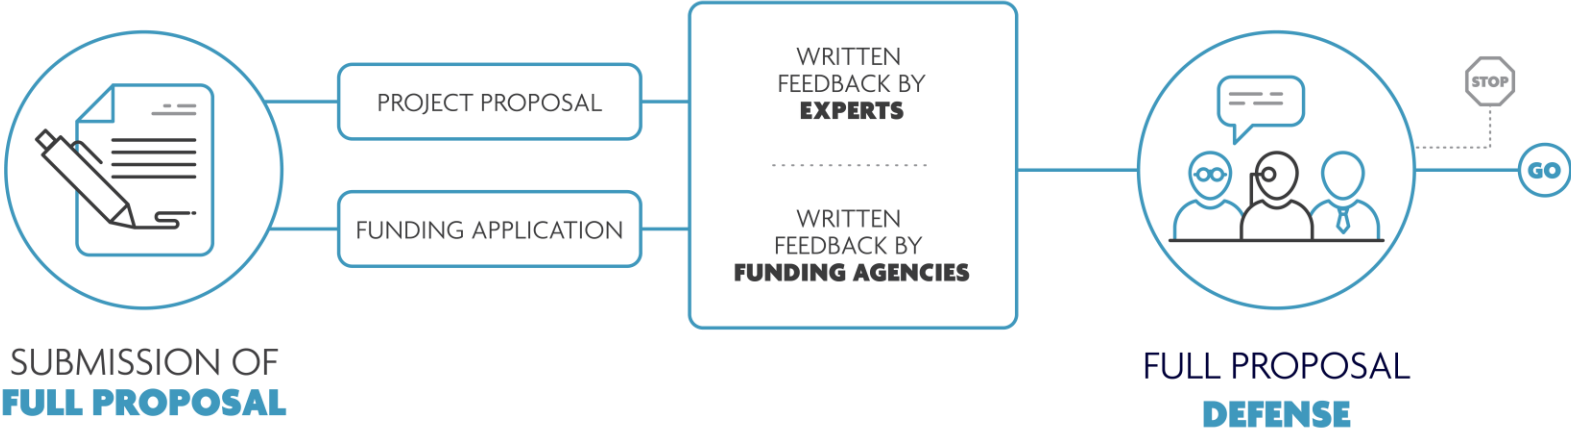 SUBMISSION OF
FULL PROPOSAL
PROJECT PROPOSAL
FUNDING APPLICATION
WRITTEN
FEEDBACK BY
EXPERTS
WRITTEN
FEEDBACK BY
FUNDING AGENCIES
FULL PROPOSAL
DEFENSE
STOP
GO